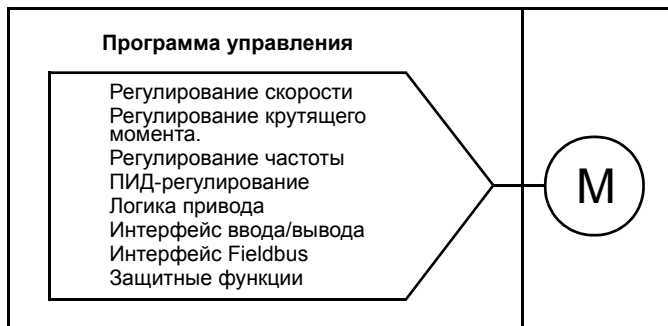 Программа управления
Регулирование скорости
Регулирование крутящего
момента.
Регулирование частоты
ПИД-регулирование
Логика привода
Интерфейс ввода/вывода
Интерфейс Fieldbus
Защитные функции
M